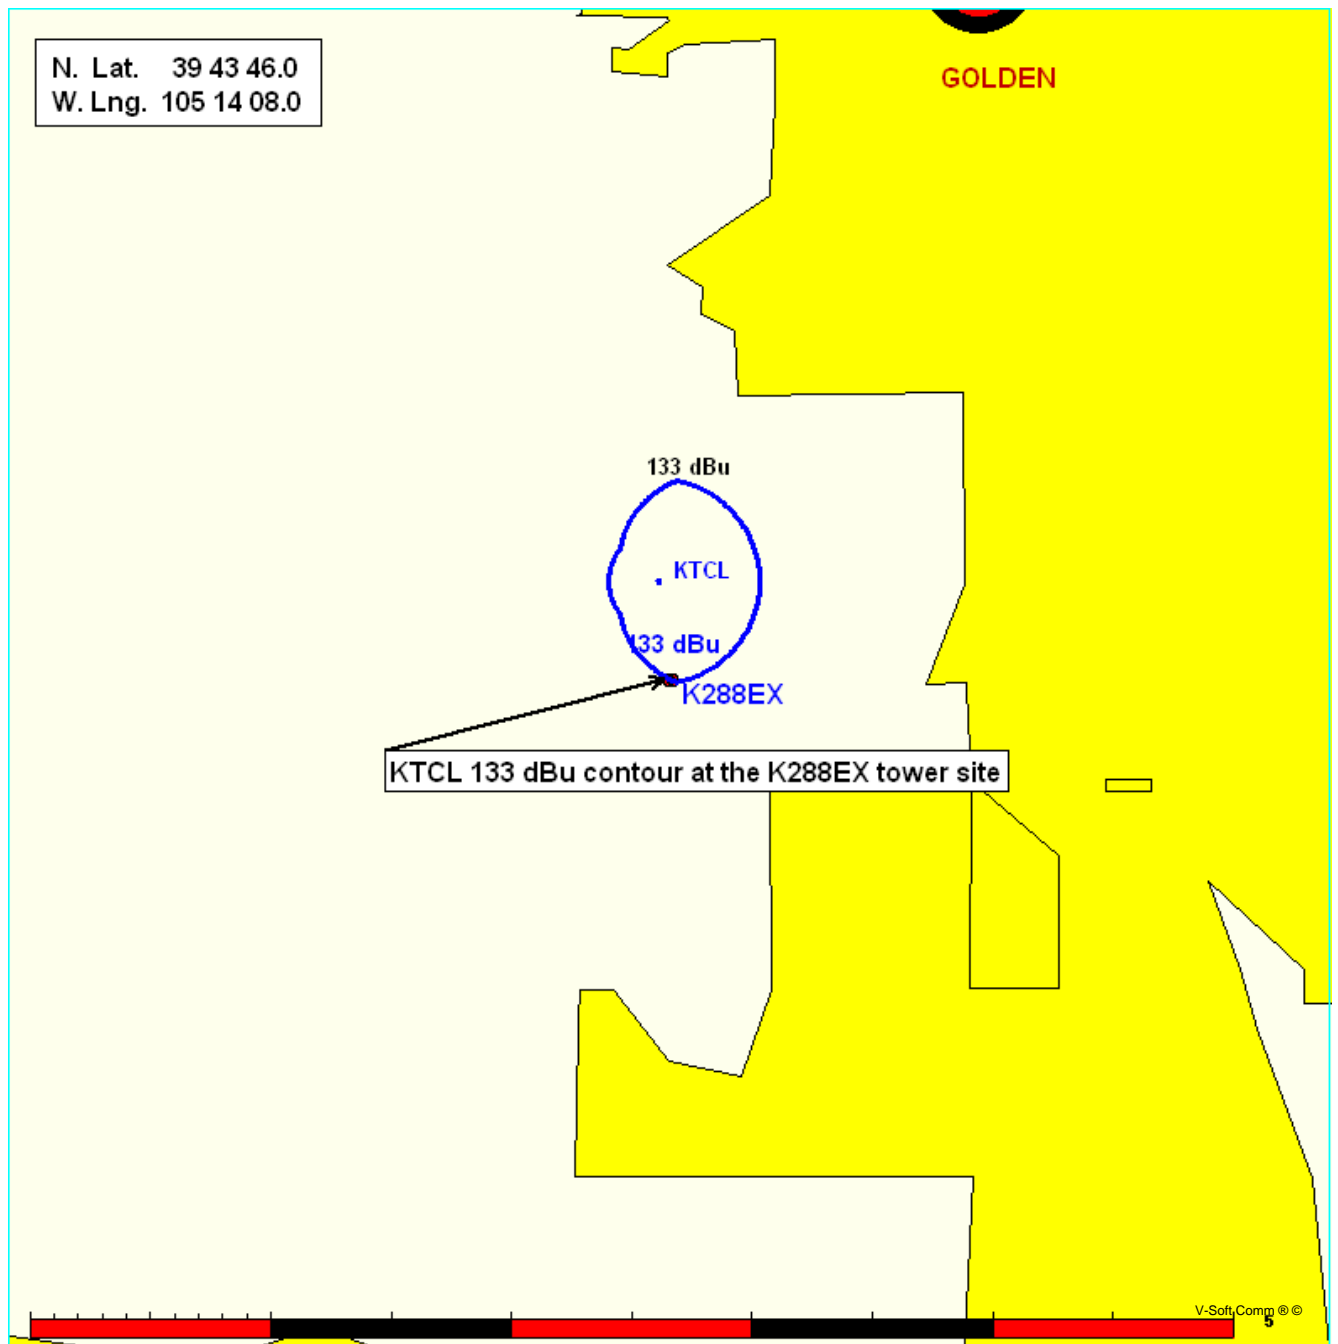 N. Lat. 39 43 46.0
W. Lng. 105 14 08.0
GOLDEN
133 dBu
KTCL
133 dBu
K288EX
KTCL 133 dBu contour at the K288EX tower site
V-Soft Comm ® ©
5